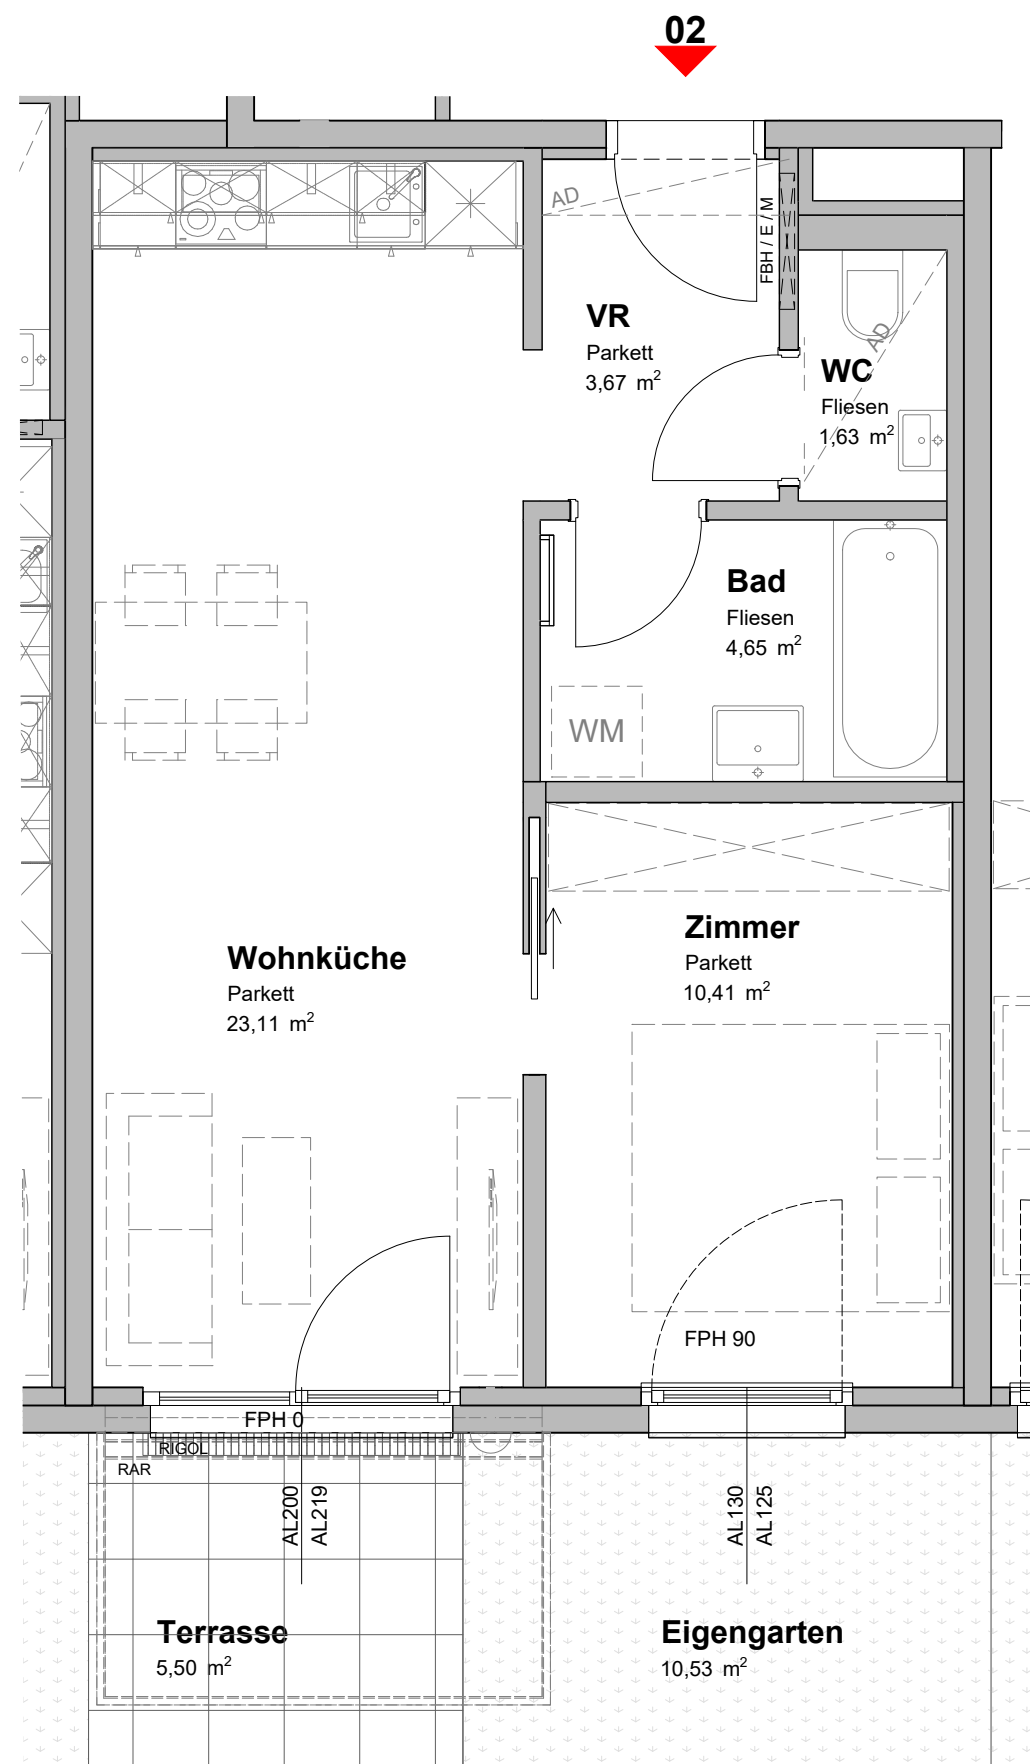 02
AD
FBH / E / M
VR
Parkett
3,67 m²
AD
WC
Fliesen
1,63 m²
Bad
Fliesen
4,65 m²
WM
Zimmer
Parkett
10,41 m²
Wohnküche
Parkett
23,11 m²
FPH 90
FPH 0
RIGOL
RAR
AL200
AL219
AL130
AL125
Terrasse
5,50 m²
Eigengarten
10,53 m²